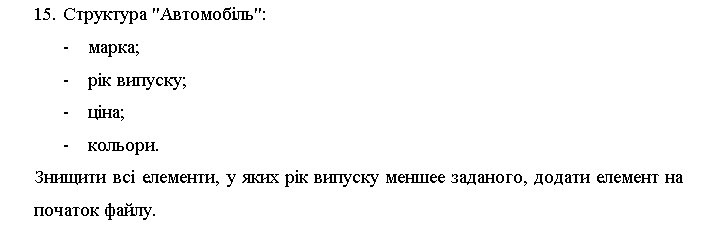 15. Структура "Автомобіль":
- марка;
- рік випуску;
- ціна;
- кольори.
Знищити всі елементи, у яких рік випуску меншее заданого, додати елемент на
початок файлу.